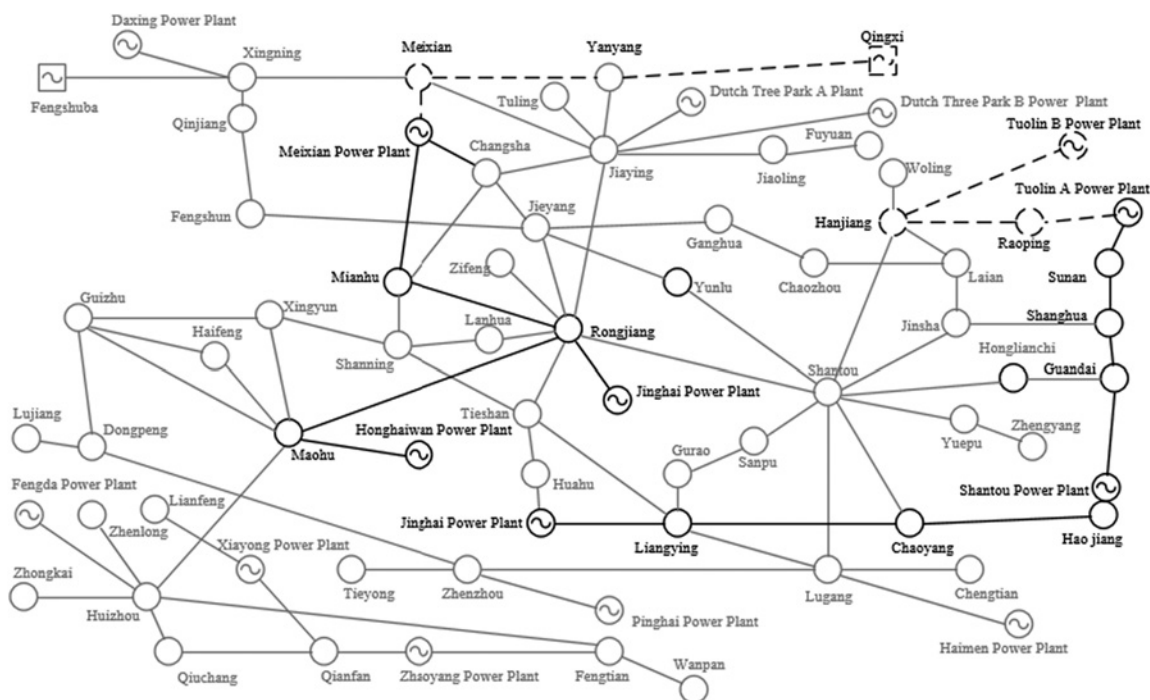 Daxing Power Plant
Xingning
Meixian
Yanyang
Qingxi
Fengshuba
Tuling
Dutch Tree Park A Plant
Dutch Three Park B Power Plant
Qinjiang
Meixian Power Plant
Changsha
Jiaying
Jiaoling
Fuyuan
Tuolin B Power Plant
Woling
Tuolin A Power Plant
Fengshun
Jieyang
Ganghua
Hanjiang
Raoping
Mianhu
Zifeng
Yunlu
Chaozhou
Laian
Sunan
Guizhu
Xingyun
Haifeng
Lanhua
Rongjiang
Jinsha
Shanghua
Shanning
Honglianchi
Shantou
Guandai
Jinghai Power Plant
Tieshan
Lujiang
Dongpeng
Honghaiwan Power Plant
Maohu
Gurao
Sanpu
Yuepu
Zhengyang
Fengda Power Plant
Zhenlong
Lianfeng
Huahu
Shantou Power Plant
Jinghai Power Plant
Liangying
Chaoyang
Hao jiang
Xiayong Power Plant
Zhongkai
Huizhou
Tieyong
Zhenzhou
Lugang
Chengtian
Pinghai Power Plant
Haimen Power Plant
Qiuchang
Qianfan
Zhaoyang Power Plant
Fengtian
Wanpan